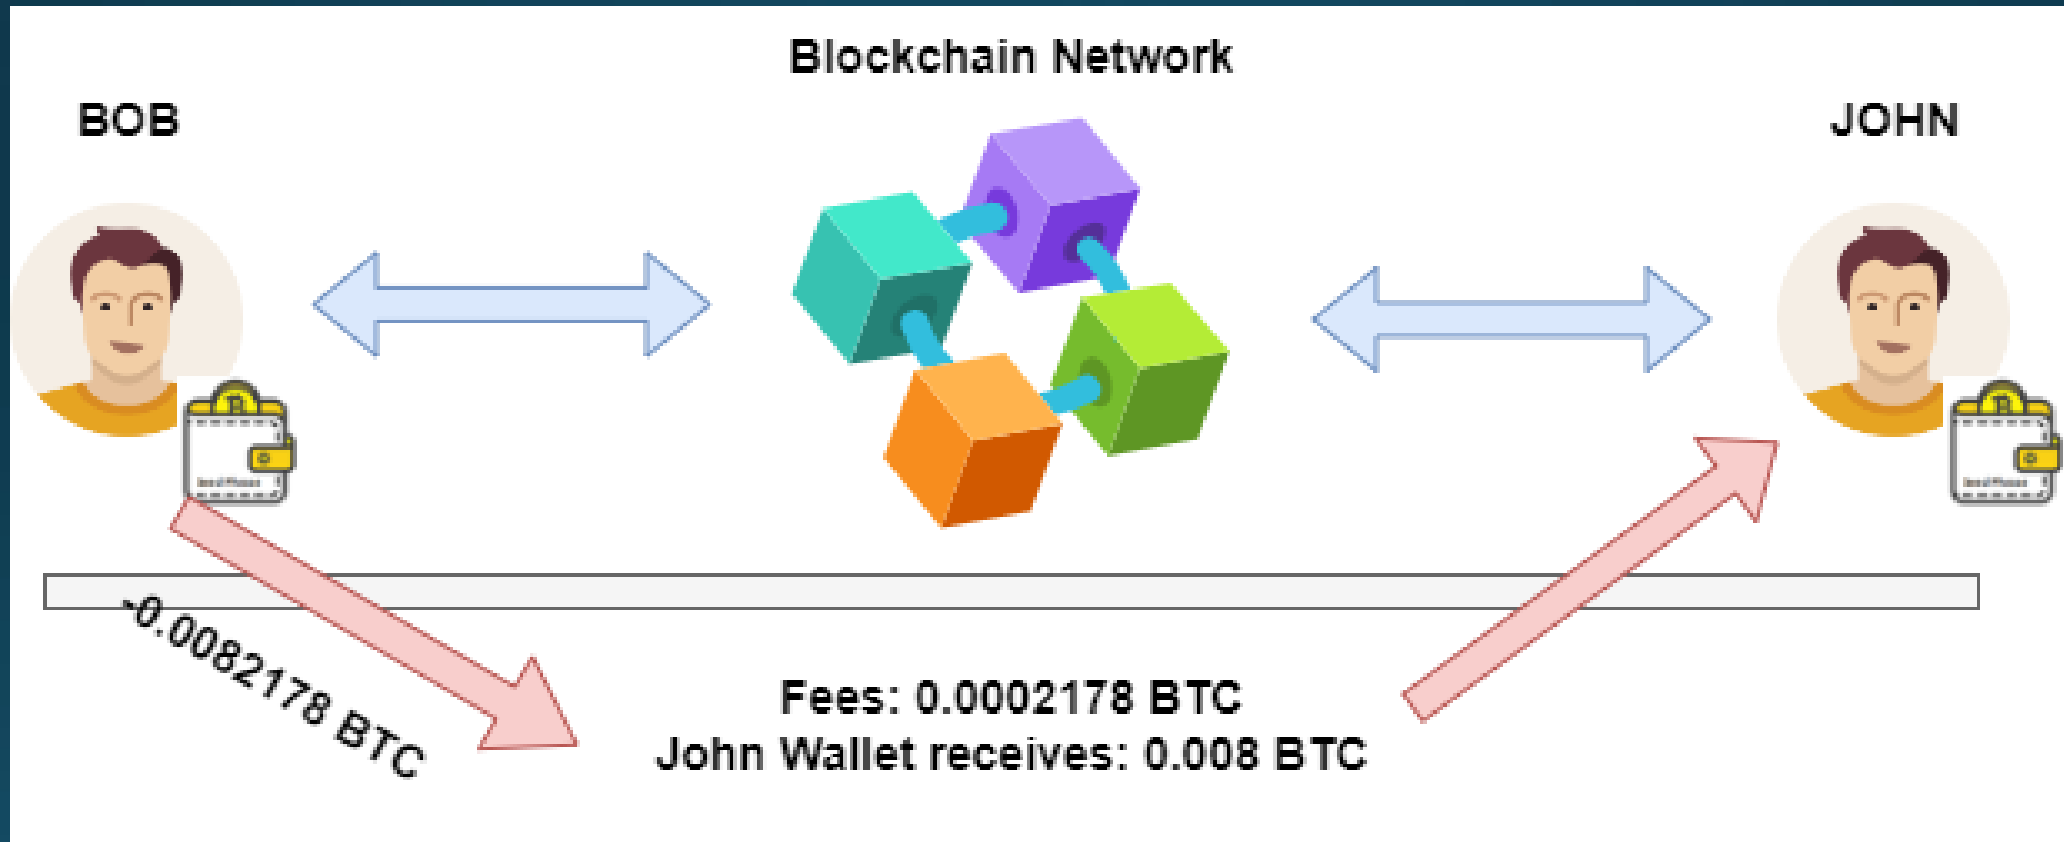 Blockchain Network
BOB
JOHN
-0.0082178 BTC
Fees: 0.0002178 BTC
John Wallet receives: 0.008 BTC